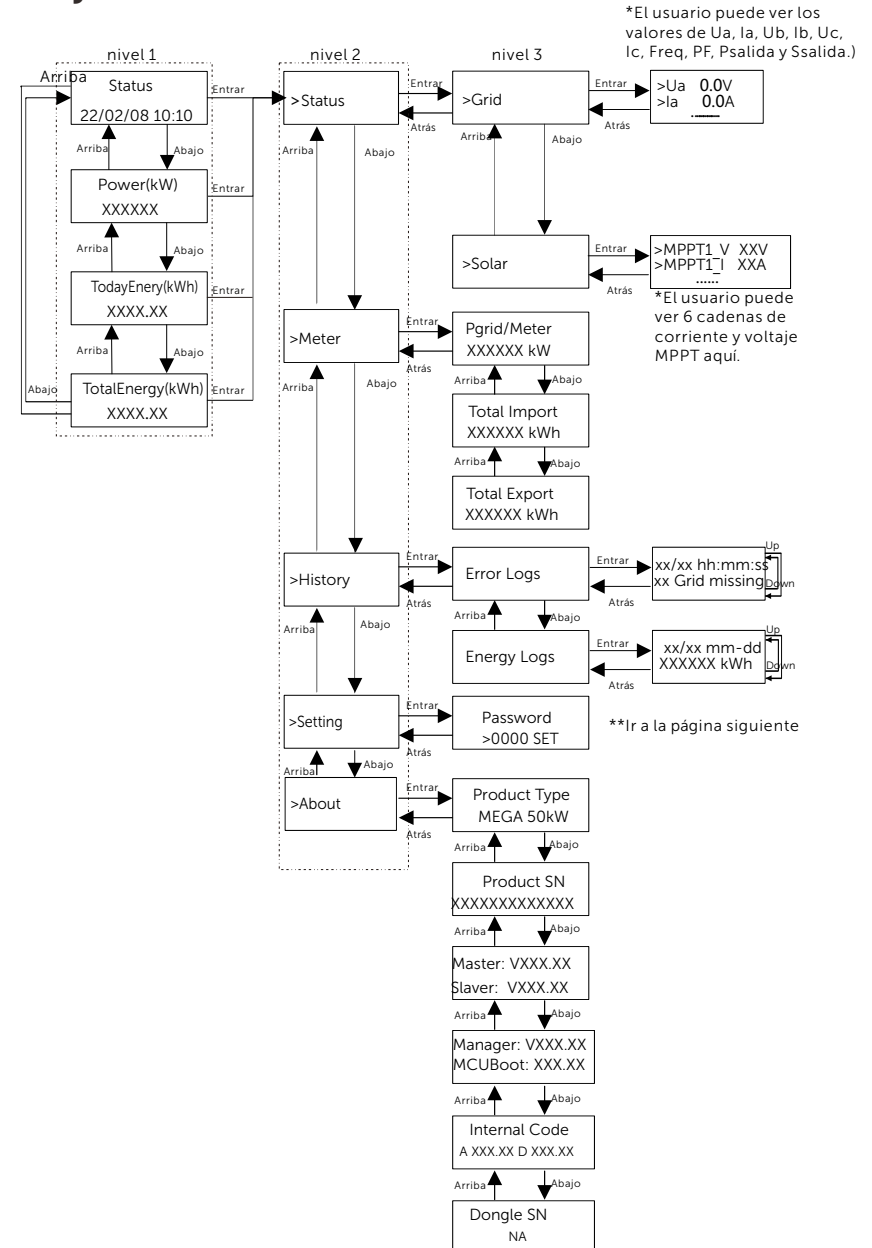 *El usuario puede ver los
valores de Ua, Ia, Ub, Ib, Uc,
Ic, Freq, PF, Psalida y Ssalida.)
nivel 1
nivel 2
nivel 3
Arriba
Status
22/02/08 10:10
Entrar
>Status
Entrar
Atrás
>Grid
Entrar
Atrás
>Ua 0.0V
>Ia 0.0A
Arriba
Abajo
Arriba
Abajo
Arriba
Abajo
Power(kW)
XXXXXX
Entrar
Arriba
Abajo
>Solar
Entrar
Atrás
>MPPT1_V XXV
>MPPT1_I XXA
......
*El usuario puede
ver 6 cadenas de
corriente y voltaje
MPPT aquí.
TodayEnery(kWh)
XXXX.XX
Entrar
Arriba
Abajo
>Meter
Entrar
Atrás
Pgrid/Meter
XXXXXX kW
Arriba
Abajo
Abajo
TotalEnergy(kWh)
XXXX.XX
Entrar
Arriba
Abajo
Total Import
XXXXXX kWh
Arriba
Abajo
Total Export
XXXXXX kWh
>History
Entrar
Atrás
Error Logs
Entrar
Atrás
xx/xx hh:mm:ss
xx Grid missing
Up
Down
Arriba
Abajo
Arriba
Abajo
Energy Logs
Entrar
Atrás
xx/xx mm-dd
XXXXXX kWh
Up
Down
>Setting
Entrar
Atrás
Password
>0000 SET
**Ir a la página siguiente
Arriba
Abajo
>About
Entrar
Atrás
Product Type
MEGA 50kW
Arriba
Abajo
Product SN
XXXXXXXXXXXXX
Arriba
Abajo
Master: VXXX.XX
Slaver: VXXX.XX
Arriba
Abajo
Manager: VXXX.XX
MCUBoot: XXX.XX
Arriba
Abajo
Internal Code
A XXX.XX D XXX.XX
Arriba
Abajo
Dongle SN
NA